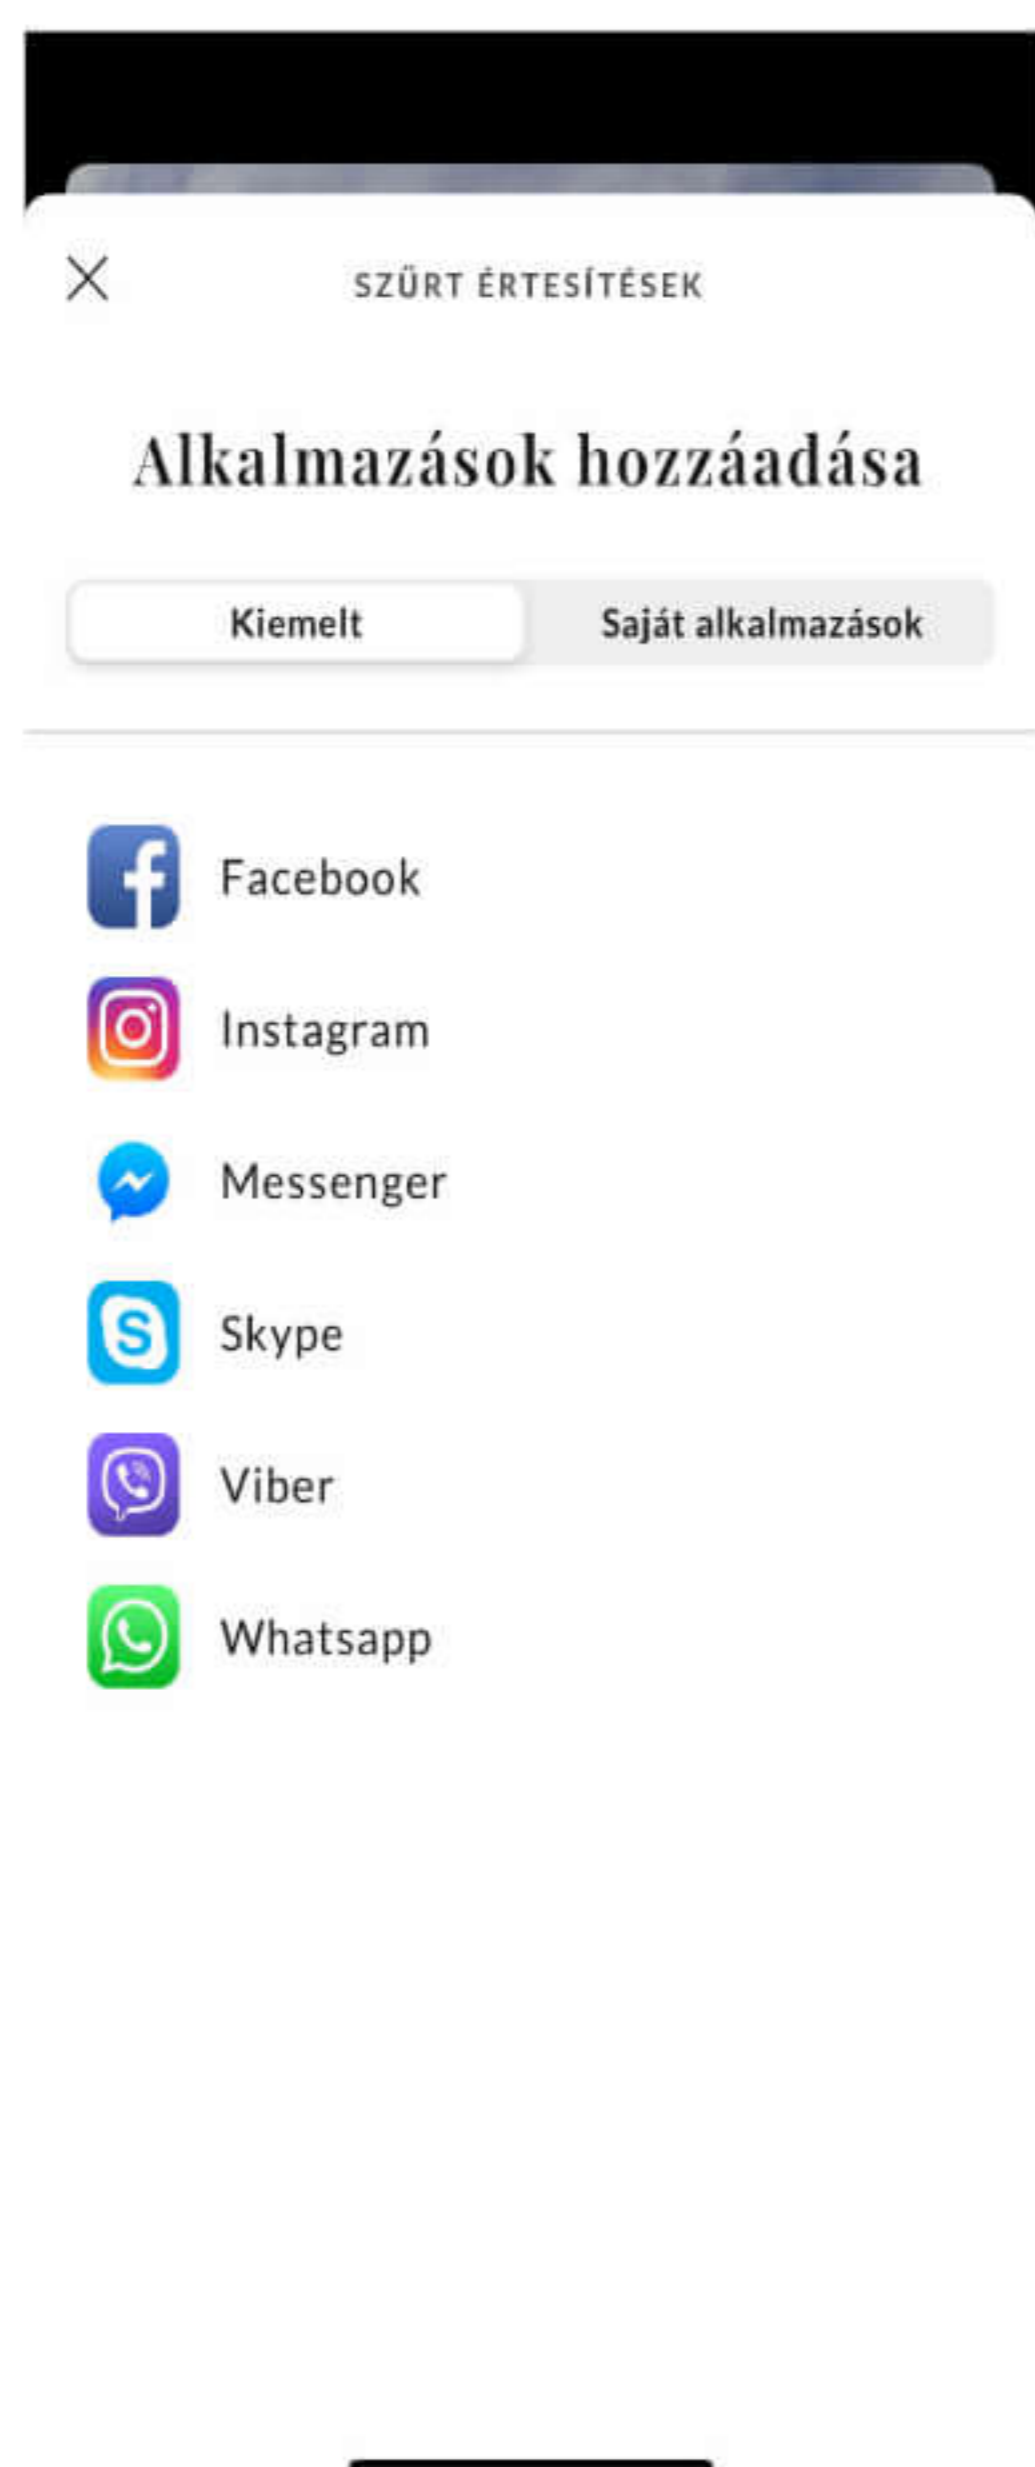 SZŰRT ÉRTESÍTÉSEK
Alkalmazások hozzáadása
Kiemelt
Saját alkalmazások
Facebook
Instagram
Messenger
Skype
Viber
Whatsapp